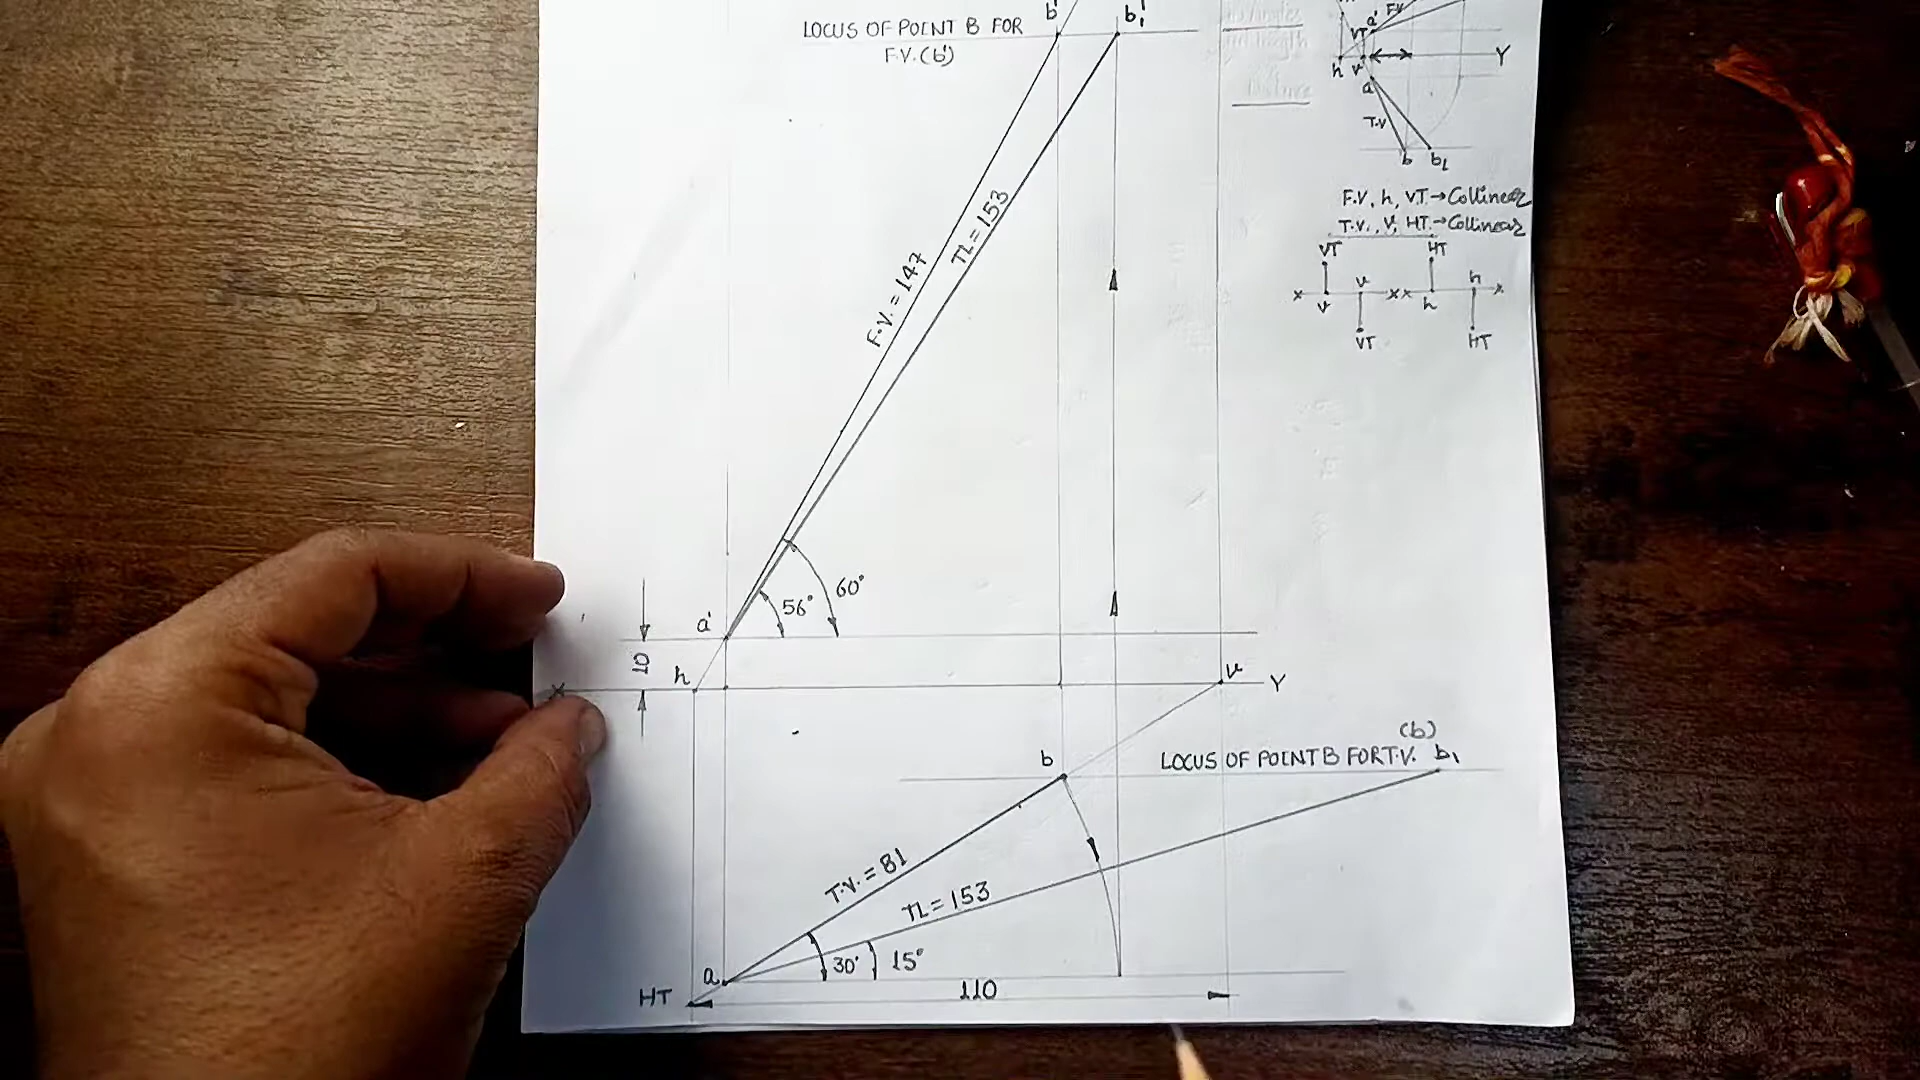 LOCUS OF POINT B FOR
F.V.(b')
b'
b₁'
F.V. = 147
TL = 153
56°
60°
a'
10
h
X
v
Y
b
(b)
LOCUS OF POINT B FOR T.V. b₁
T.V. = 81
TL = 153
30°
15°
a
HT
110
a'
F.V
VT
h
v
Y
a
T.V
b
b₁
F.V, h, VT→Collinear
T.V., V, HT→Collinear
VT
HT
v
h
x
x
x
x
v
h
VT
HT